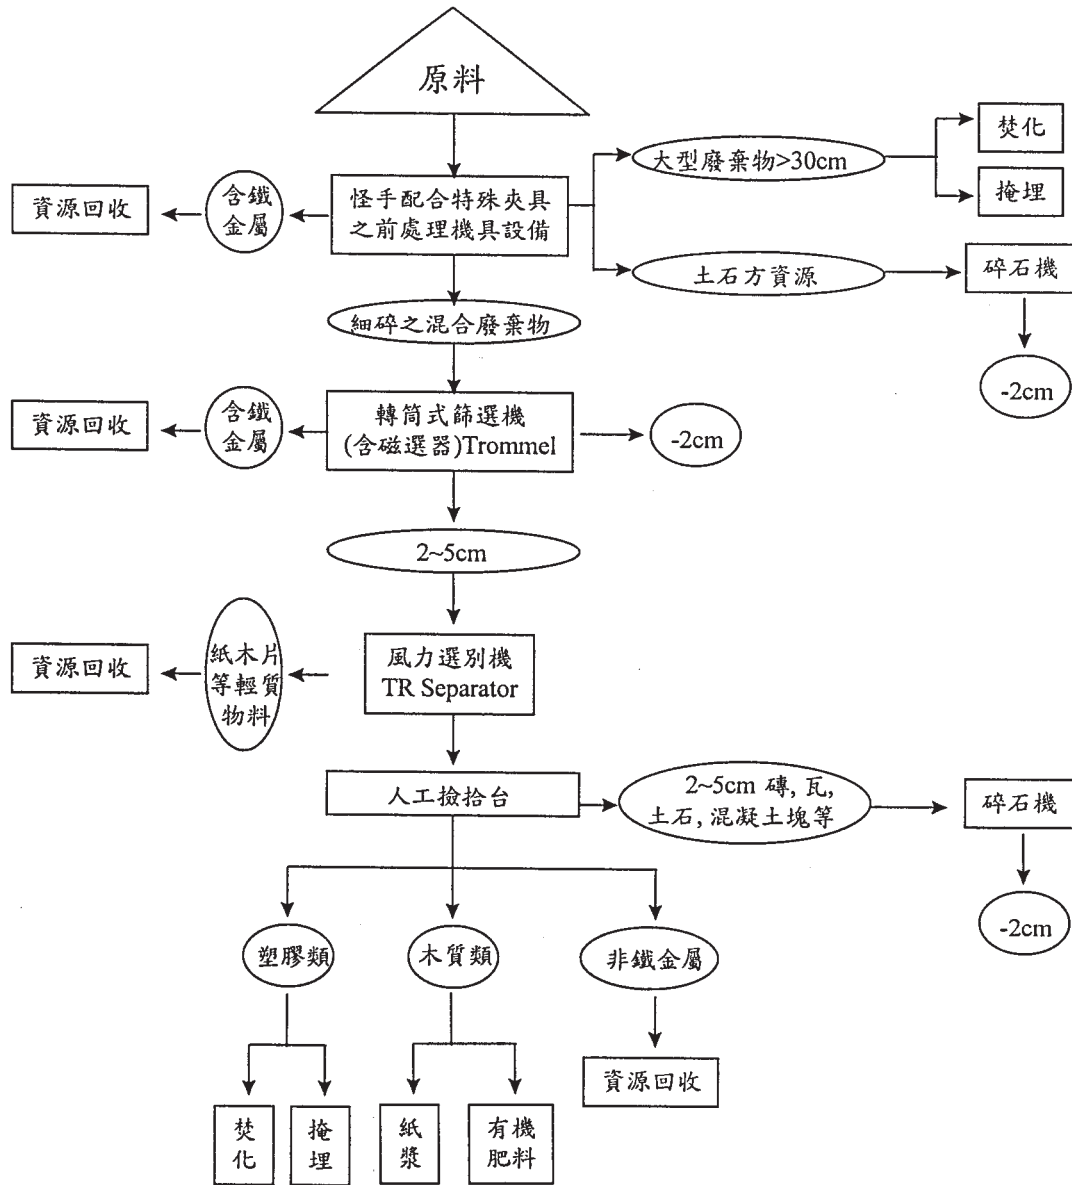 原料
大型廢棄物>30cm
焚化
掩埋
資源回收
含鐵
金屬
怪手配合特殊夾具
之前處理機具設備
土石方資源
碎石機
-2cm
細碎之混合廢棄物
資源回收
含鐵
金屬
轉筒式篩選機
(含磁選器)Trommel
-2cm
2~5cm
資源回收
紙木片
等輕質
物料
風力選別機
TR Separator
人工撿拾台
2~5cm 磚, 瓦,
土石, 混凝土塊等
碎石機
-2cm
塑膠類
木質類
非鐵金屬
焚
化
掩
埋
紙
漿
有機
肥料
資源回收